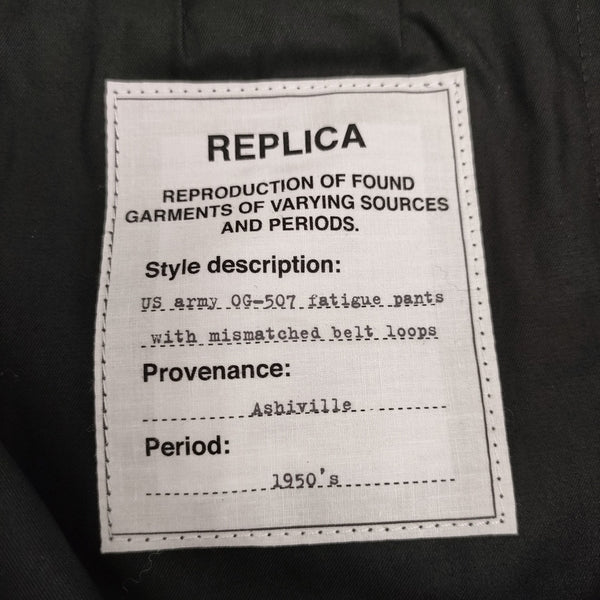 REPLICA
REPRODUCTION OF FOUND
GARMENTS OF VARYING SOURCES
AND PERIODS.
Style description:
US army OG-507 fatigue pants
with mismatched belt loops
Provenance:
Ashiville
Period:
1950's